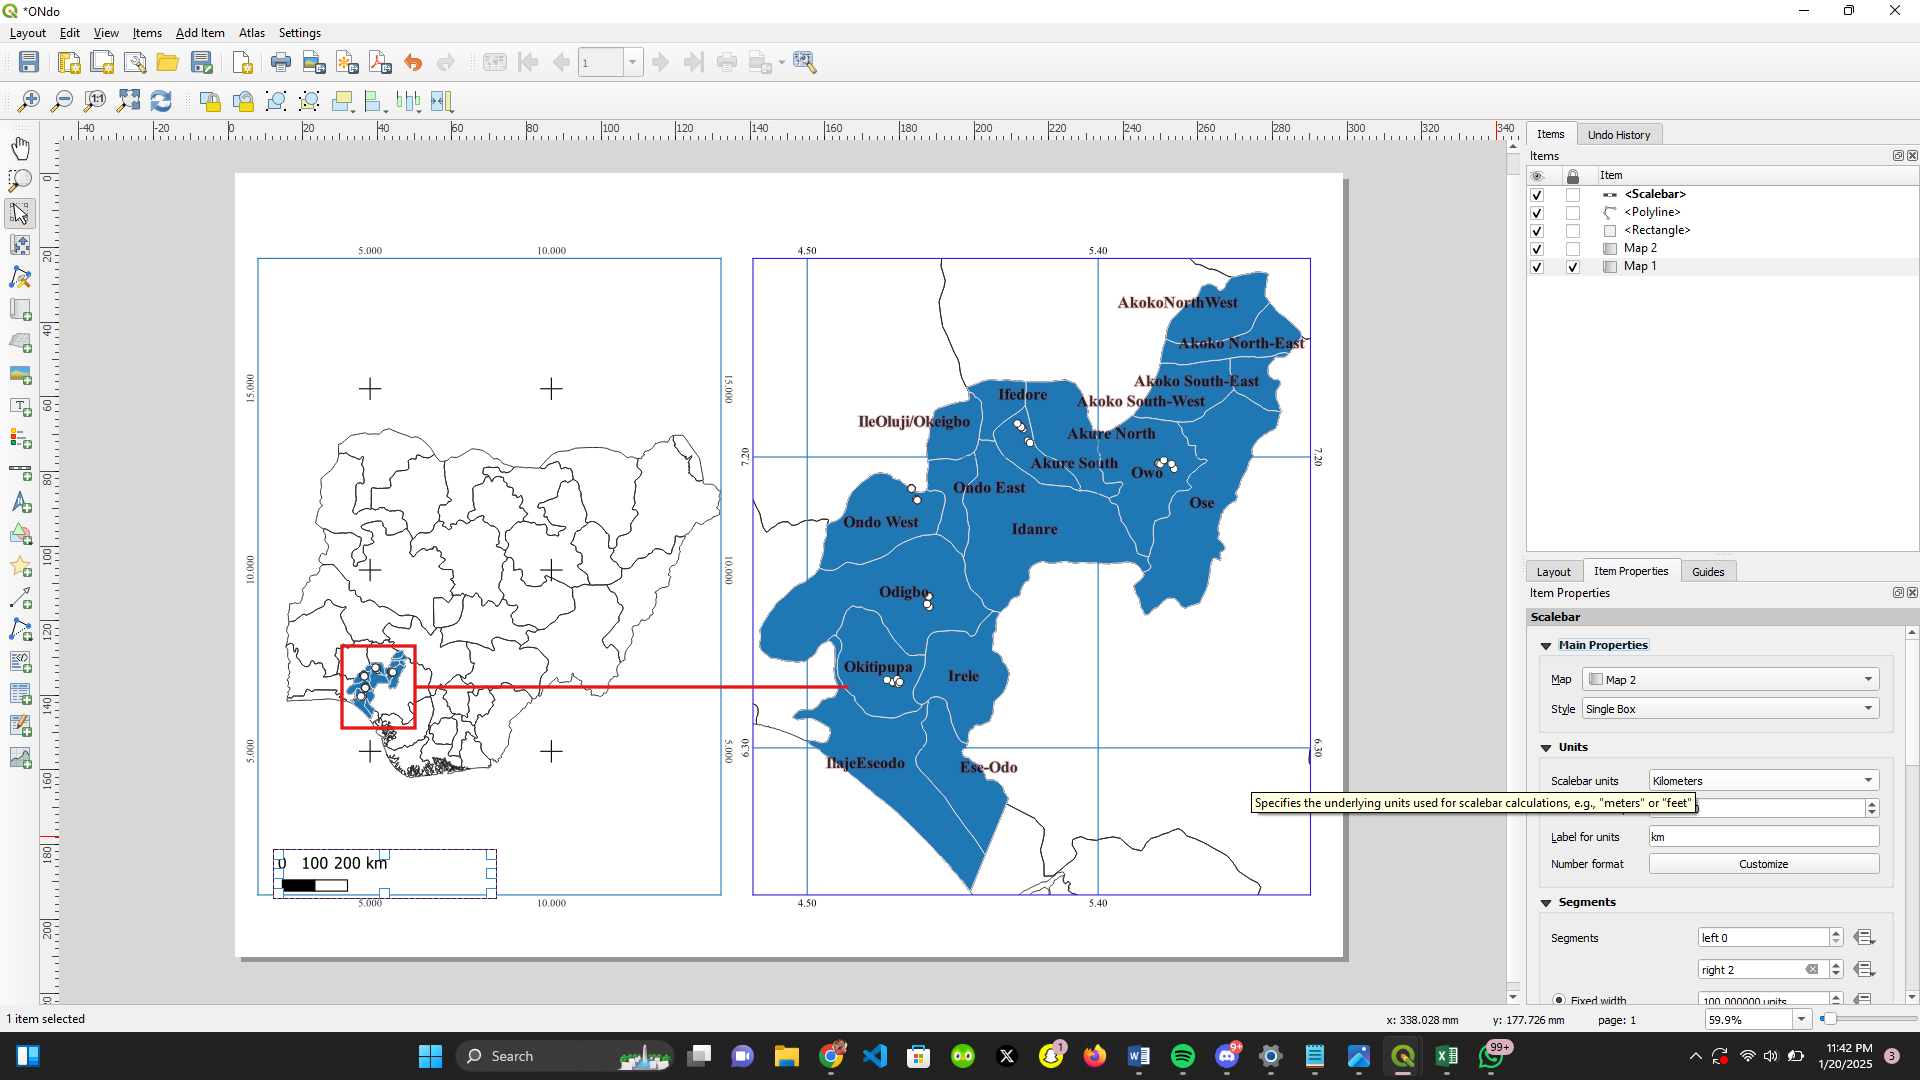 *ONdo
Layout Edit View Items Add Item Atlas Settings
1
-40 -20 0 20 40 60 80 100 120 140 160 180 200 220 240 260 280 300 320 340
0
20
40
60
80
100
120
140
160
180
200
5.000 10.000
15.000 15.000
10.000 10.000
5.000 5.000
5.000 10.000
0 100 200 km
4.50 5.40
7.20 7.20
6.30 6.30
4.50 5.40
AkokoNorthWest
Akoko North-East
Akoko South-East
Akoko South-West
Ifedore
IleOluji/Okeigbo
Akure North
Akure South
Owo
Ondo East
Ose
Ondo West
Idanre
Odigbo
Okitipupa
Irele
IlajeEseodo
Ese-Odo
Items Undo History
Items
Item
<Scalebar>
<Polyline>
<Rectangle>
Map 2
Map 1
Layout Item Properties Guides
Item Properties
Scalebar
Main Properties
Map Map 2
Style Single Box
Units
Scalebar units Kilometers
Specifies the underlying units used for scalebar calculations, e.g., "meters" or "feet"
Label for units km
Number format Customize
Segments
Segments left 0
right 2
Fixed width 100.000000 units
1 item selected
x: 338.028 mm y: 177.726 mm page: 1 59.9%
Search
1
9+
99+
11:42 PM
1/20/2025
3